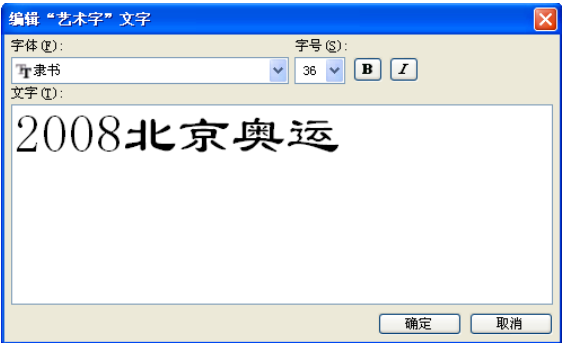 编辑“艺术字”文字
字体(F): 字号(S):
隶书 36 B I
文字(T):
2008北京奥运
确定 取消